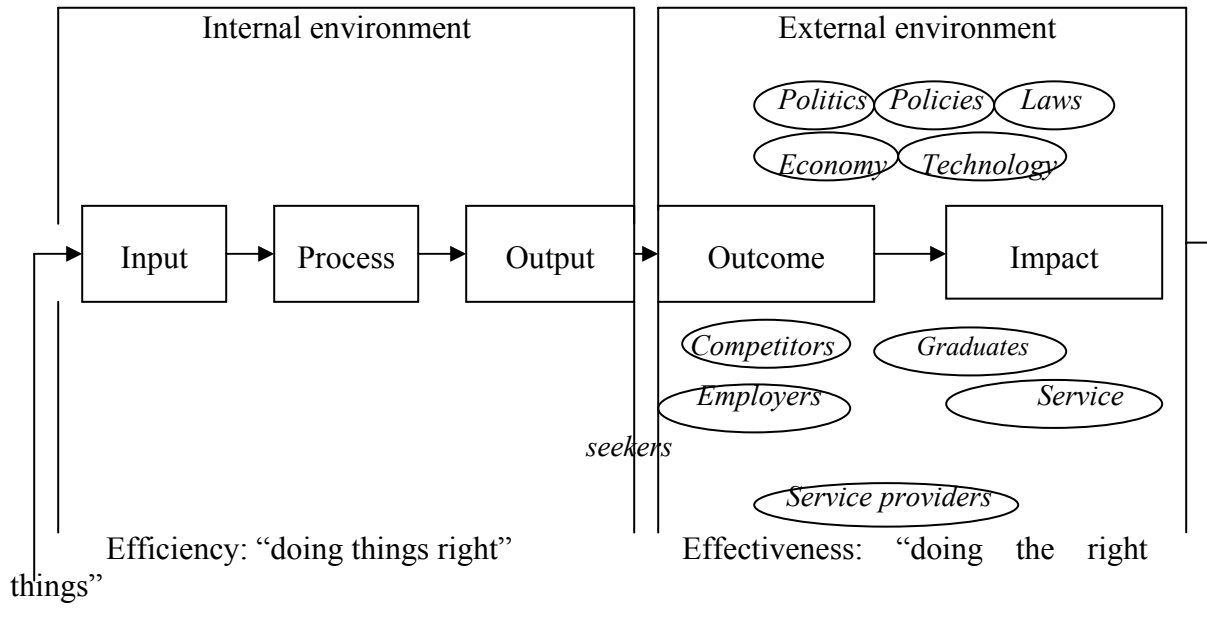 Internal environment
External environment
Politics Policies Laws
Economy Technology
Input Process Output Outcome Impact
Competitors Graduates
Employers Service
seekers
Service providers
Efficiency: “doing things right” Effectiveness: “doing the right
things”